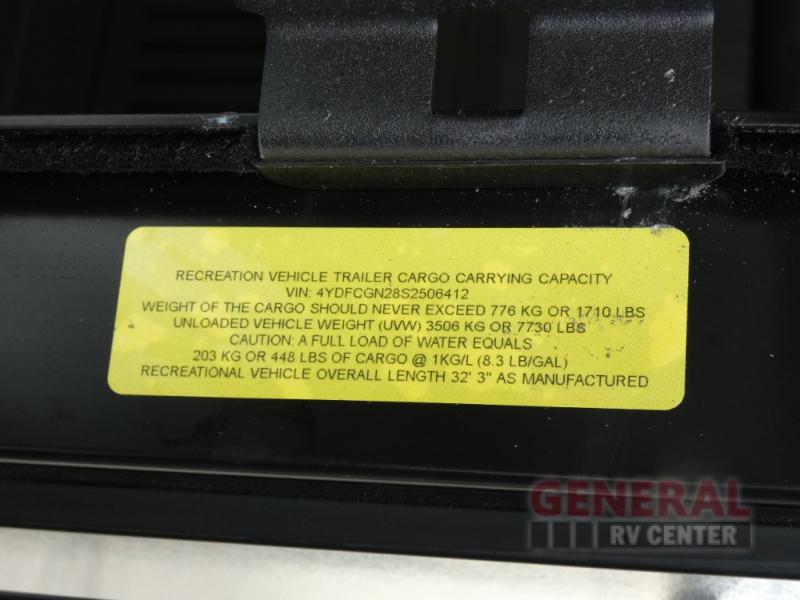 RECREATION VEHICLE TRAILER CARGO CARRYING CAPACITY
VIN: 4YDFCGN28S2506412
WEIGHT OF THE CARGO SHOULD NEVER EXCEED 776 KG OR 1710 LBS
UNLOADED VEHICLE WEIGHT (UVW) 3506 KG OR 7730 LBS
CAUTION: A FULL LOAD OF WATER EQUALS
203 KG OR 448 LBS OF CARGO @ 1KG/L (8.3 LB/GAL)
RECREATIONAL VEHICLE OVERALL LENGTH 32' 3" AS MANUFACTURED
GENERAL
RV CENTER